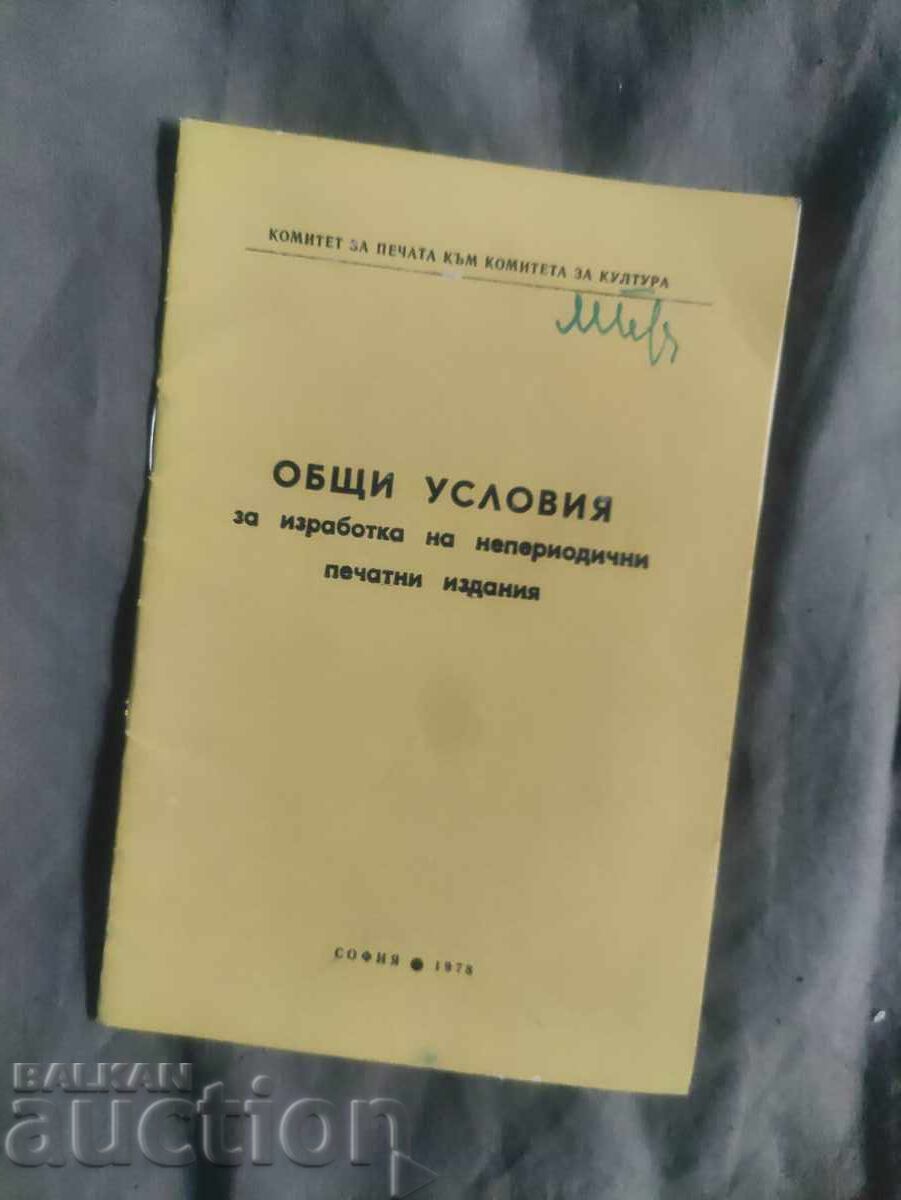 КОМИТЕТ ЗА ПЕЧАТА КЪМ КОМИТЕТА ЗА КУЛТУРА
ОБЩИ УСЛОВИЯ
за изработка на непериодични
печатни издания
СОФИЯ ● 1978
BALKAN
auction